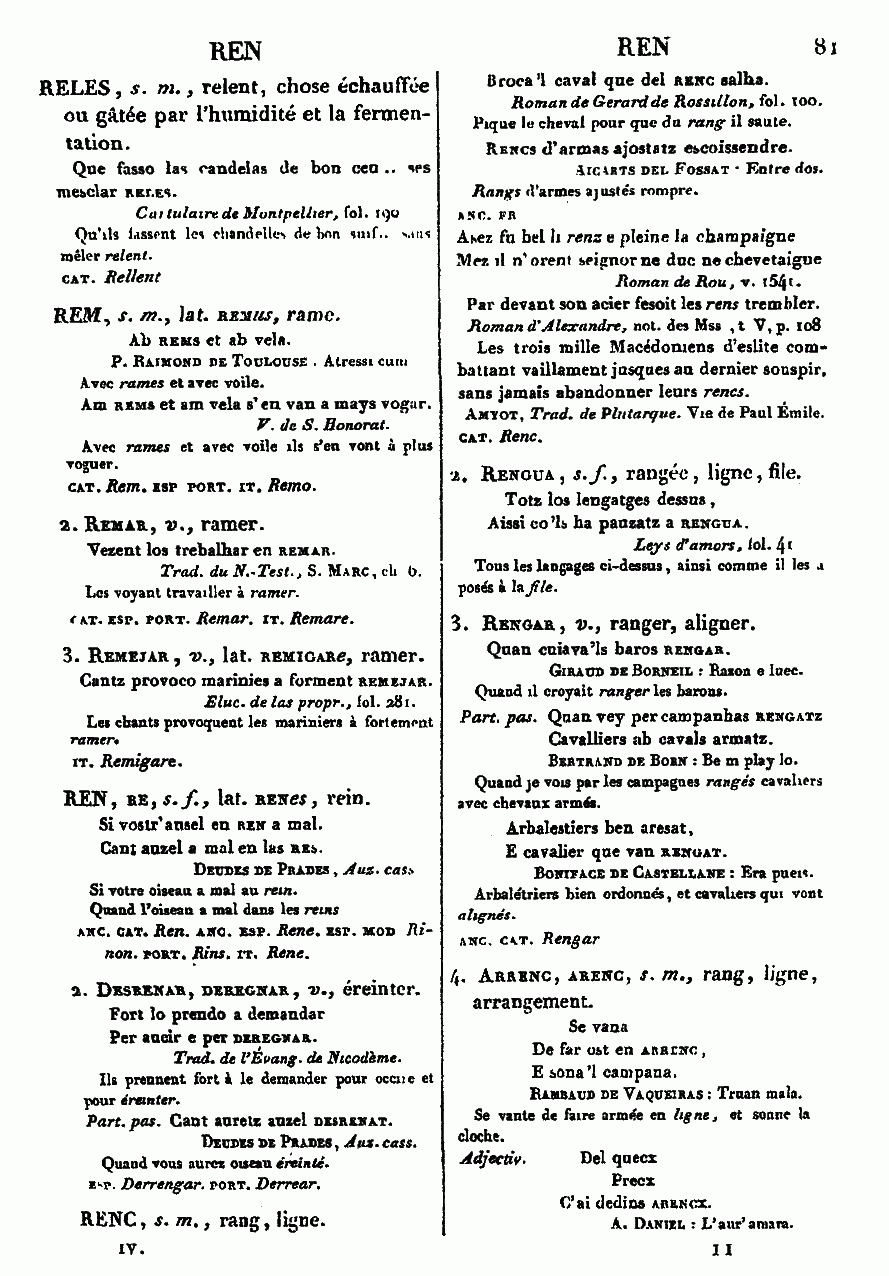 REN
REN 81
RELES, s. m., relent, chose échauffée
ou gâtée par l'humidité et la fermen-
tation.
Que fasso las candelas de bon ceu .. ses
mesclar RELES.
Cartulaire de Montpellier, fol. 190
Qu'ils fassent les chandelles de bon suif.. sans
mêler relent.
CAT. Rellent
REM, s. m., lat. REMUS, rame.
Ab REMS et ab vela.
P. RAIMOND DE TOULOUSE . Atressi cum
Avec rames et avec voile.
Am REMS et am vela s'en van a mays vogar.
V. de S. Honorat.
Avec rames et avec voile ils s'en vont à plus
voguer.
CAT. Rem. ESP PORT. IT. Remo.
2. REMAR, v., ramer.
Vezent los trebalhar en REMAR.
Trad. du N.-Test., S. MARC, ch 6.
Les voyant travailler à ramer.
CAT. ESP. PORT. Remar. IT. Remare.
3. REMEJAR, v., lat. REMIGARe, ramer.
Cantz provoco marinies a forment REMEJAR.
Eluc. de las propr., fol. 281.
Les chants provoquent les mariniers à fortement
ramer.
IT. Remigare.
REN, RE, s. f., lat. RENes, rein.
Si vostr'ausel en REN a mal.
Cant auzel a mal en las RES.
DEUDES DE PRADES, Auz. cass
Si votre oiseau a mal au rein.
Quand l'oiseau a mal dans les reins
ANC. CAT. Ren. ANC. ESP. Rene. ESP. MOD Ri-
non. PORT. Rins. IT. Rene.
2. DESRENAR, DEREGNAR, v., éreinter.
Fort lo prendo a demandar
Per aucir e per DEREGNAR.
Trad. de l'Évang. de Nicodème.
Ils prennent fort à le demander pour occire et
pour éreinter.
Part. pas. Cant auretz auzel DESRENAT.
DEUDES DE PRADES, Auz. cass.
Quand vous aurez oiseau éreinté.
ESP. Derrengar. PORT. Derrear.
RENC, s. m., rang, ligne.
IV.
Broca'l caval que del RENC salha.
Roman de Gerard de Rossillon, fol. 100.
Pique le cheval pour que du rang il saute.
RENCS d'armas ajostatz escoissendre.
AICARTS DEL FOSSAT · Entre dos.
Rangs d'armes ajustés rompre.
ANC. FR
Asez fu bel li renz e pleine la champaigne
Mez il n'orent seignor ne duc ne chevetaigne
Roman de Rou, v. 1541.
Par devant son acier fesoit les rens trembler.
Roman d'Alexandre, not. des Mss , t V, p. 108
Les trois mille Macédoniens d'eslite com-
battant vaillament jusques au dernier souspir,
sans jamais abandonner leurs rencs.
AMYOT, Trad. de Plutarque. Vie de Paul Émile.
CAT. Renc.
2. RENGUA, s. f., rangée, ligne, file.
Totz los lengatges dessus,
Aissi co'ls ha pauzatz a RENGUA.
Leys d'amors, fol. 41
Tous les langages ci-dessus, ainsi comme il les a
posés à la file.
3. RENGAR, v., ranger, aligner.
Quan cuiava'ls baros RENGAR.
GIRAUD DE BORNEIL : Razon e luec.
Quand il croyait ranger les barons.
Part. pas. Quan vey per campanhas RENGATZ
Cavalliers ab cavals armatz.
BERTRAND DE BORN : Be m play lo.
Quand je vois par les campagnes rangés cavaliers
avec chevaux armés.
Arbalestiers ben aresat,
E cavalier que van RENGAT.
BONIFACE DE CASTELLANE : Era pueis.
Arbalétriers bien ordonnés, et cavaliers qui vont
alignés.
ANC. CAT. Rengar
4. ARRENC, ARENC, s. m., rang, ligne,
arrangement.
Se vana
De far ost en ARRENC,
E sona'l campana.
RAMBAUD DE VAQUEIRAS : Truan mala.
Se vante de faire armée en ligne, et sonne la
cloche.
Adjectiv. Del quecx
Precx
C'ai dedins ARENCX.
A. DANIEL : L'aur'amara.
11